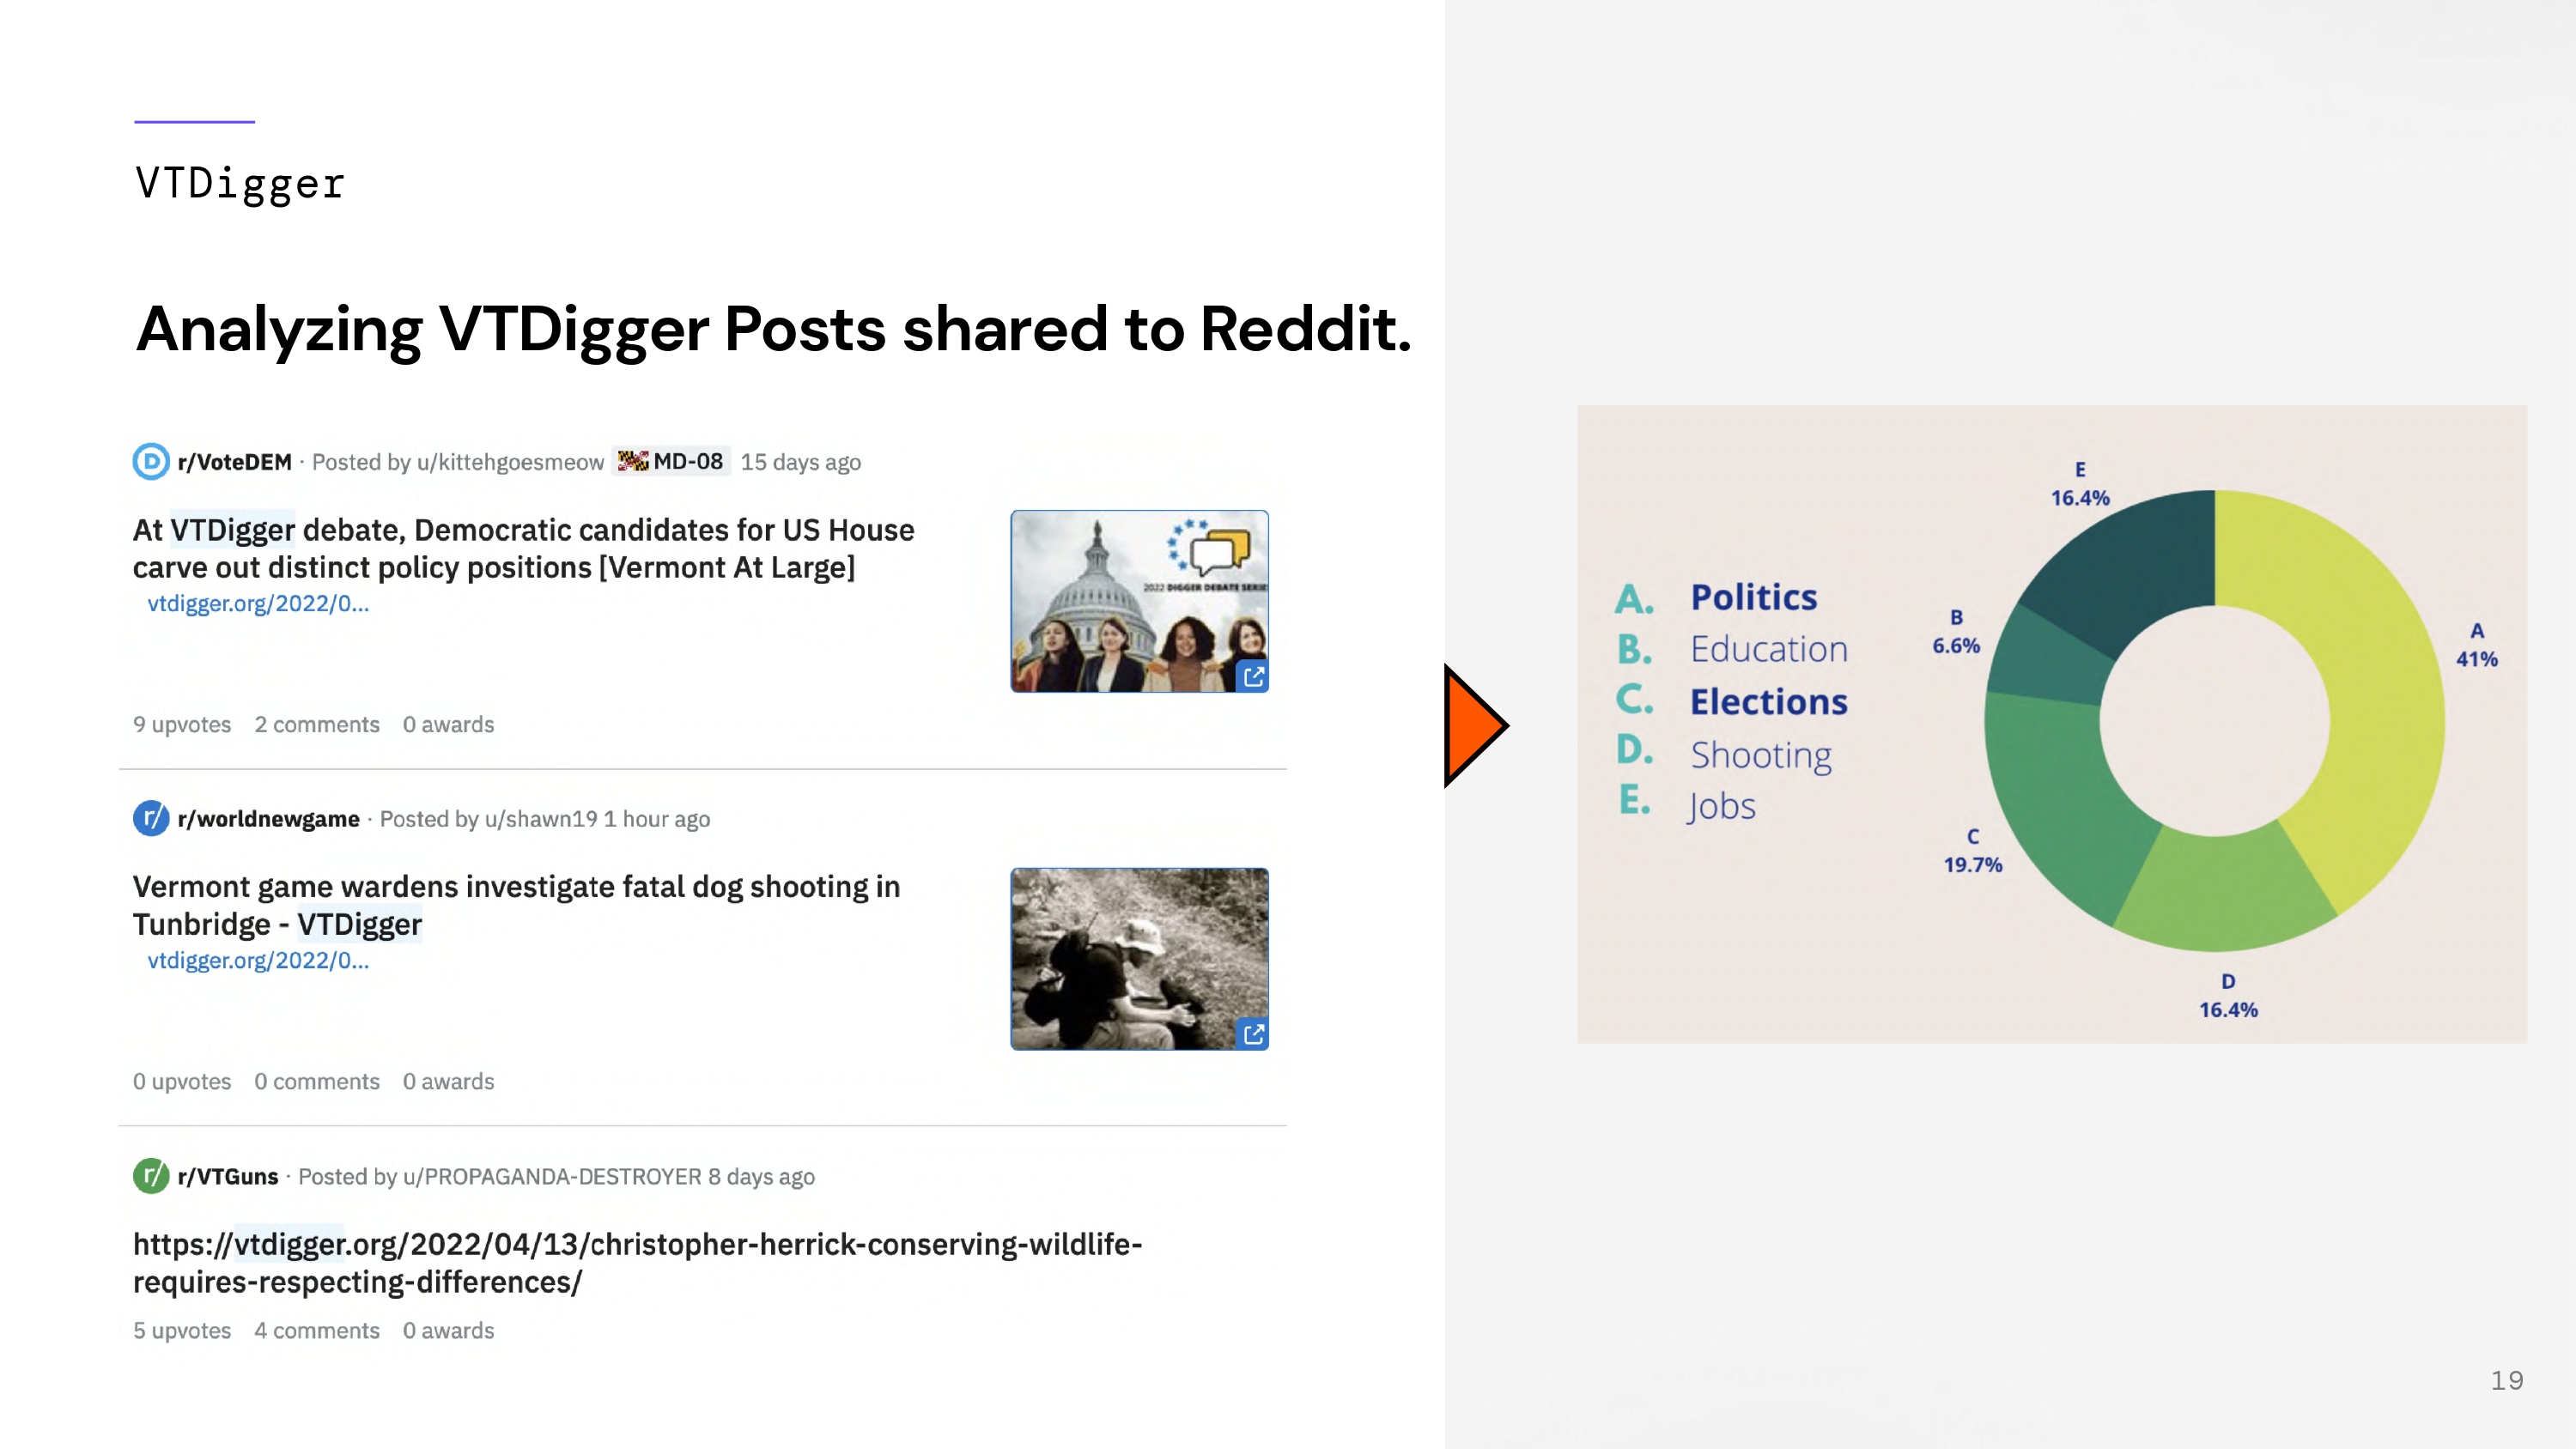 VTDigger
Analyzing VTDigger Posts shared to Reddit.
r/VoteDEM · Posted by u/kittehgoesmeow MD-08 15 days ago
At VTDigger debate, Democratic candidates for US House
carve out distinct policy positions [Vermont At Large]
vtdigger.org/2022/0...
2022 DIGGER DEBATE SERIE
9 upvotes 2 comments 0 awards
r/ r/worldnewgame · Posted by u/shawn19 1 hour ago
Vermont game wardens investigate fatal dog shooting in
Tunbridge - VTDigger
vtdigger.org/2022/0...
0 upvotes 0 comments 0 awards
r/ r/VTGuns · Posted by u/PROPAGANDA-DESTROYER 8 days ago
https://vtdigger.org/2022/04/13/christopher-herrick-conserving-wildlife-
requires-respecting-differences/
5 upvotes 4 comments 0 awards
A. Politics
B. Education
C. Elections
D. Shooting
E. Jobs
E
16.4%
B
6.6%
A
41%
C
19.7%
D
16.4%
19